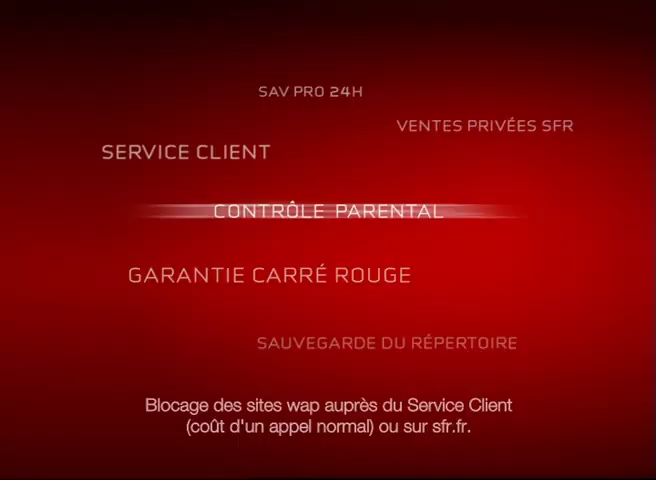 SAV PRO 24H
VENTES PRIVÉES SFR
SERVICE CLIENT
CONTRÔLE PARENTAL
GARANTIE CARRÉ ROUGE
SAUVEGARDE DU RÉPERTOIRE
Blocage des sites wap auprès du Service Client
(coût d'un appel normal) ou sur sfr.fr.